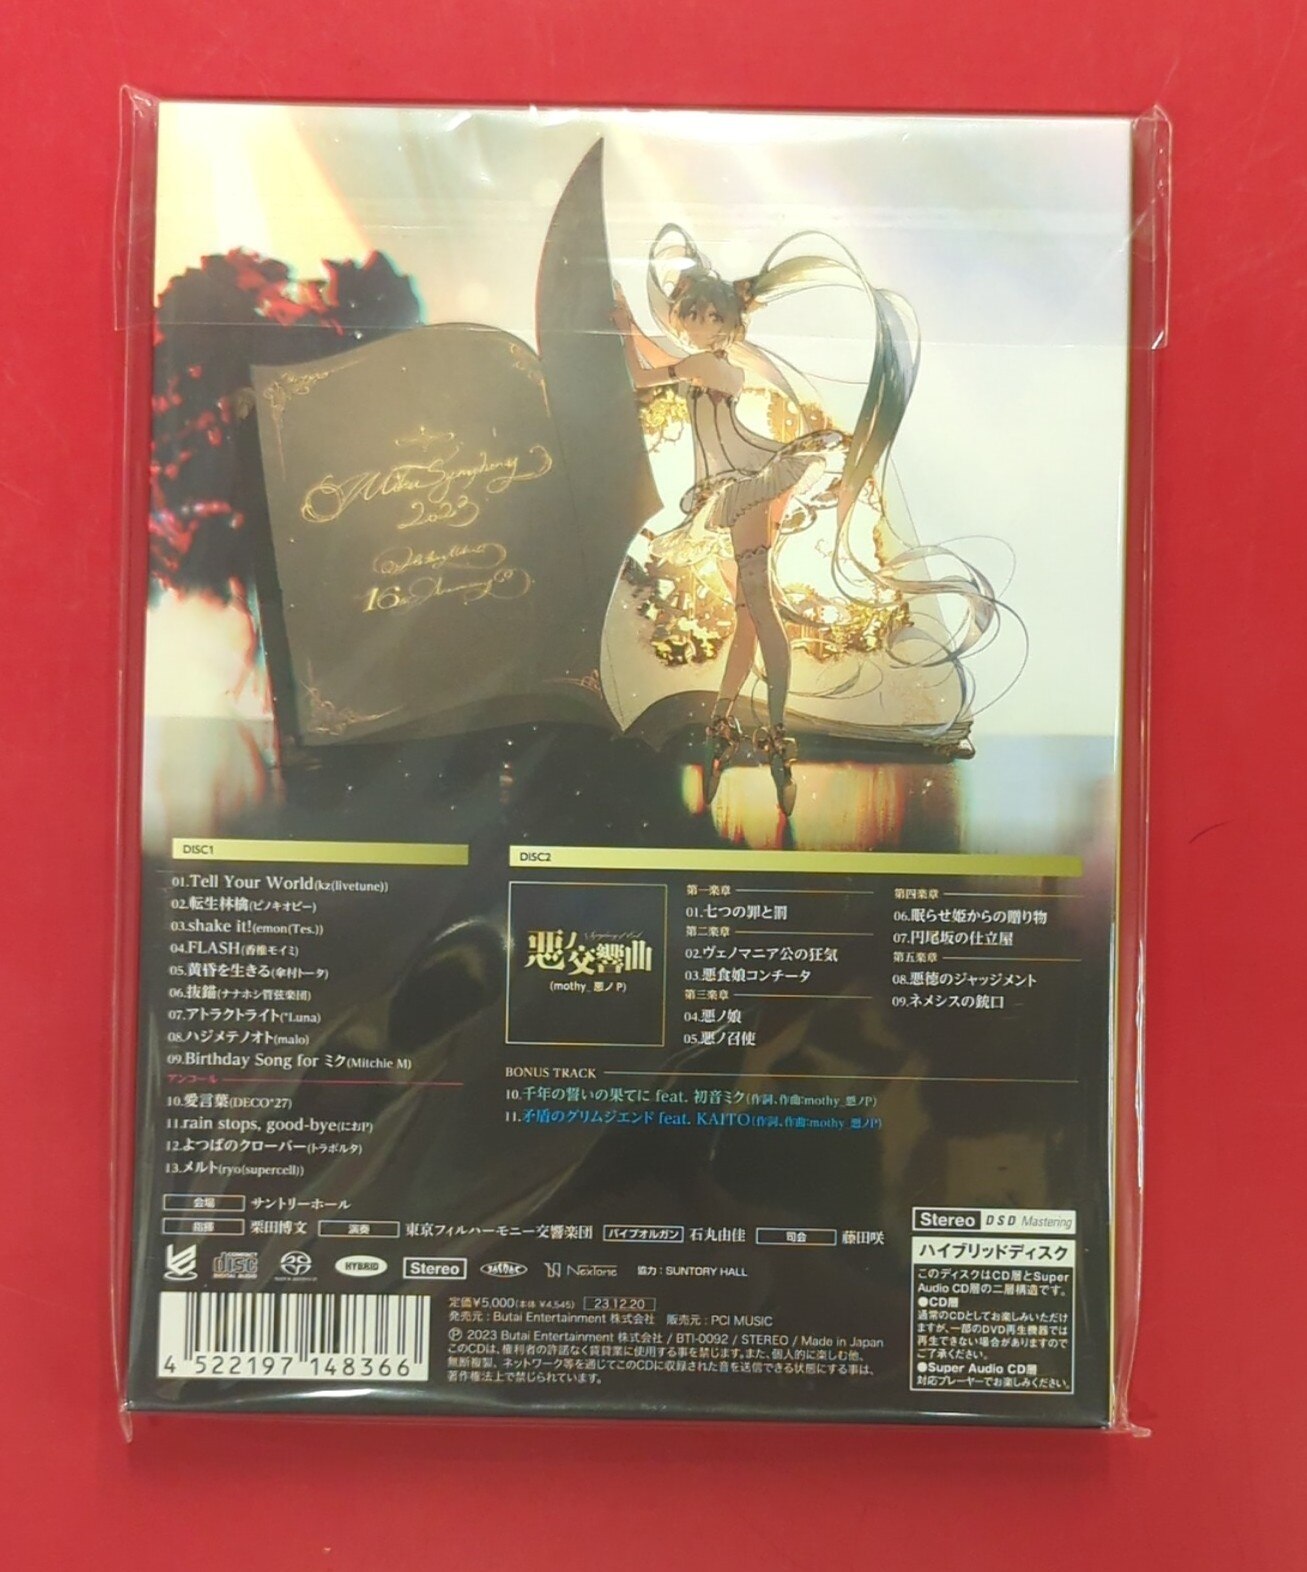 Miku Symphony
2023
16th Anniversary
DISC1
01.Tell Your World(kz(livetune))
02.転生林檎(ピノキオピー)
03.shake it!(emon(Tes.))
04.FLASH(香椎モイミ)
05.黄昏を生きる(傘村トータ)
06.抜錨(ナナホシ管弦楽団)
07.アトラクトライト(*Luna)
08.ハジメテノオト(malo)
09.Birthday Song for ミク(Mitchie M)
アンコール
10.愛言葉(DECO*27)
11.rain stops, good-bye(におP)
12.よつばのクローバー(トラボルタ)
13.メルト(ryo(supercell))
DISC2
悪ノ交響曲
(mothy_悪ノP)
第一楽章
01.七つの罪と罰
第二楽章
02.ヴェノマニア公の狂気
03.悪食娘コンチータ
第三楽章
04.悪ノ娘
05.悪ノ召使
第四楽章
06.眠らせ姫からの贈り物
07.円尾坂の仕立屋
第五楽章
08.悪徳のジャッジメント
09.ネメシスの銃口
BONUS TRACK
10.千年の誓いの果てに feat. 初音ミク(作詞、作曲:mothy_悪ノP)
11.矛盾のグリムジエンド feat. KAITO(作詞、作曲:mothy_悪ノP)
会場 サントリーホール
指揮 栗田博文 演奏 東京フィルハーモニー交響楽団 パイプオルガン 石丸由佳 司会 藤田咲
COMPACT disc DIGITAL AUDIO HYBRID Stereo JASRAC NexTone 協力：SUNTORY HALL
4 522197 148366
定価¥5,000(本体 ¥4,545) 23.12.20
発売元：Butai Entertainment 株式会社 販売元：PCI MUSIC
Ⓟ 2023 Butai Entertainment 株式会社 / BTI-0092 / STEREO / Made in Japan
このCDは、権利者の許諾なく賃貸業に使用する事を禁じます。また、個人的に楽しむ他、
無断複製、ネットワーク等を通じてこのCDに収録された音を送信できる状態にする事は、
著作権法上で禁じられています。
Stereo DSD Mastering
ハイブリッドディスク
このディスクはCD層とSuper
Audio CD層の二層構造です。
●CD層
通常のCDとしてお楽しみいただけ
ますが、一部のDVD再生機器では
再生できない場合がありますので
ご了承ください。
●Super Audio CD層
対応プレーヤーでお楽しみください。